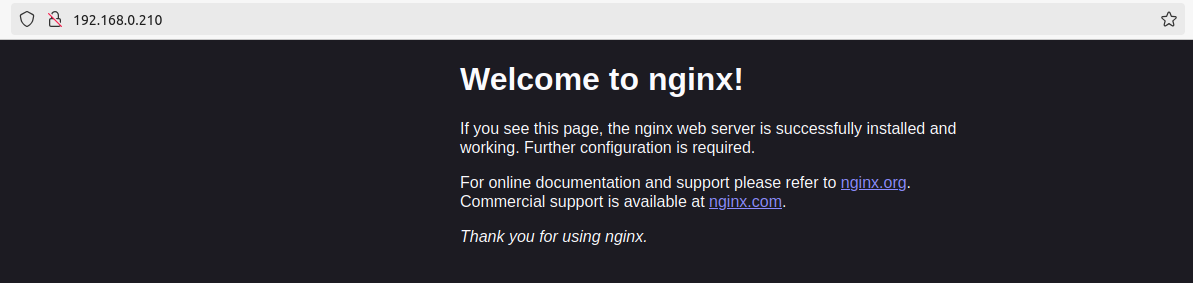 192.168.0.210
Welcome to nginx!
If you see this page, the nginx web server is successfully installed and
working. Further configuration is required.
For online documentation and support please refer to nginx.org.
Commercial support is available at nginx.com.
Thank you for using nginx.